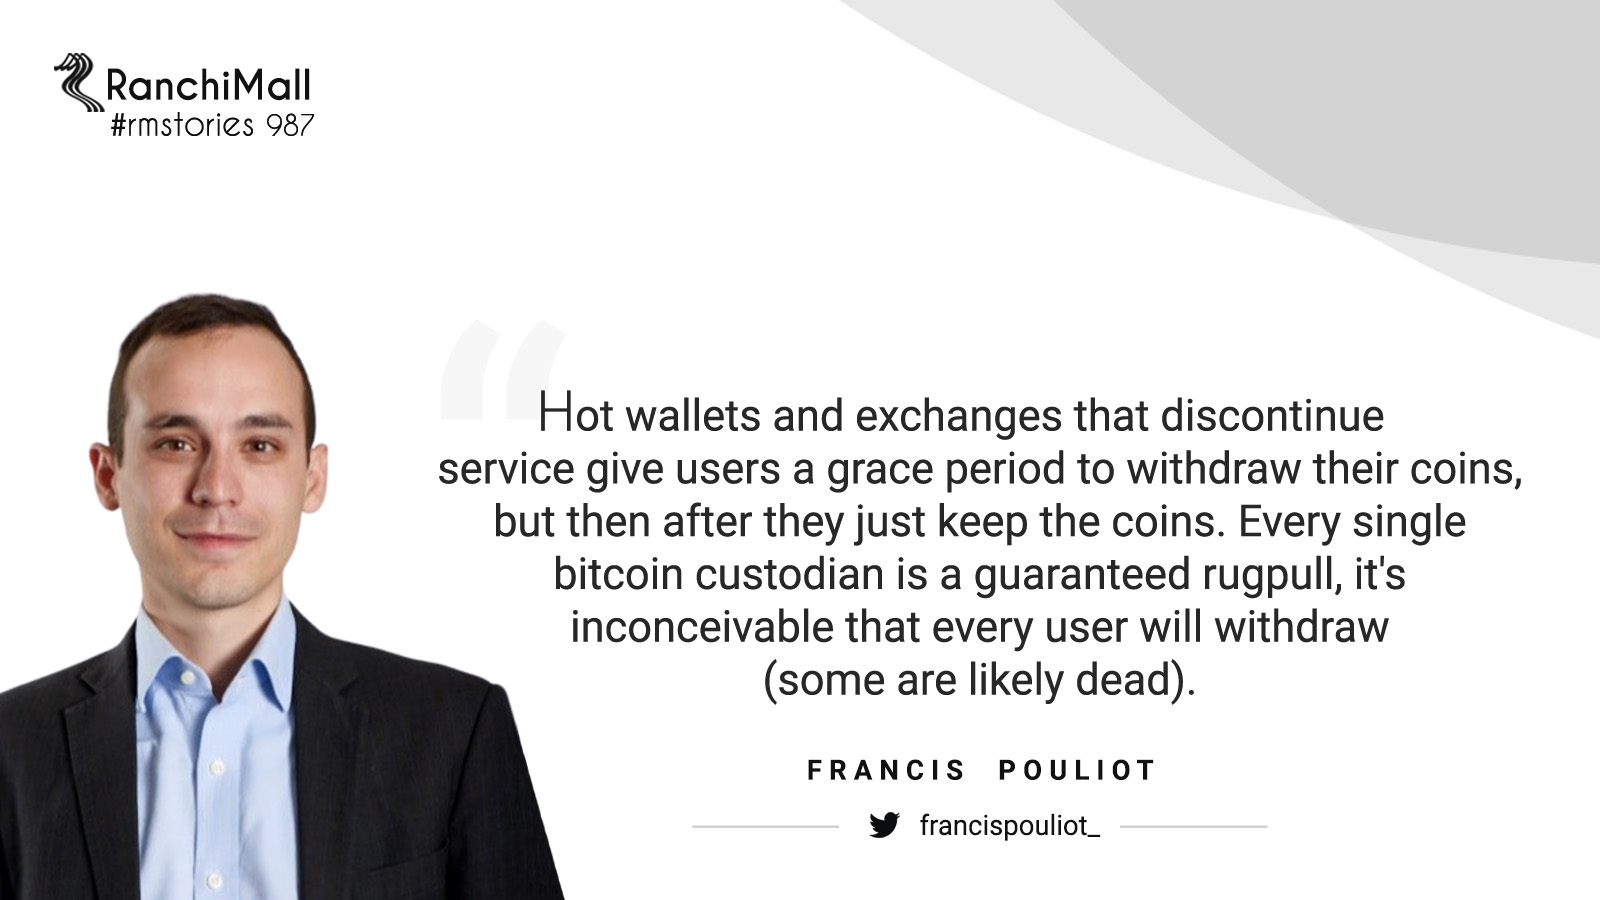 RanchiMall
#rmstories 987
“
Hot wallets and exchanges that discontinue
service give users a grace period to withdraw their coins,
but then after they just keep the coins. Every single
bitcoin custodian is a guaranteed rugpull, it's
inconceivable that every user will withdraw
(some are likely dead).
FRANCIS POULIOT
francispouliot_